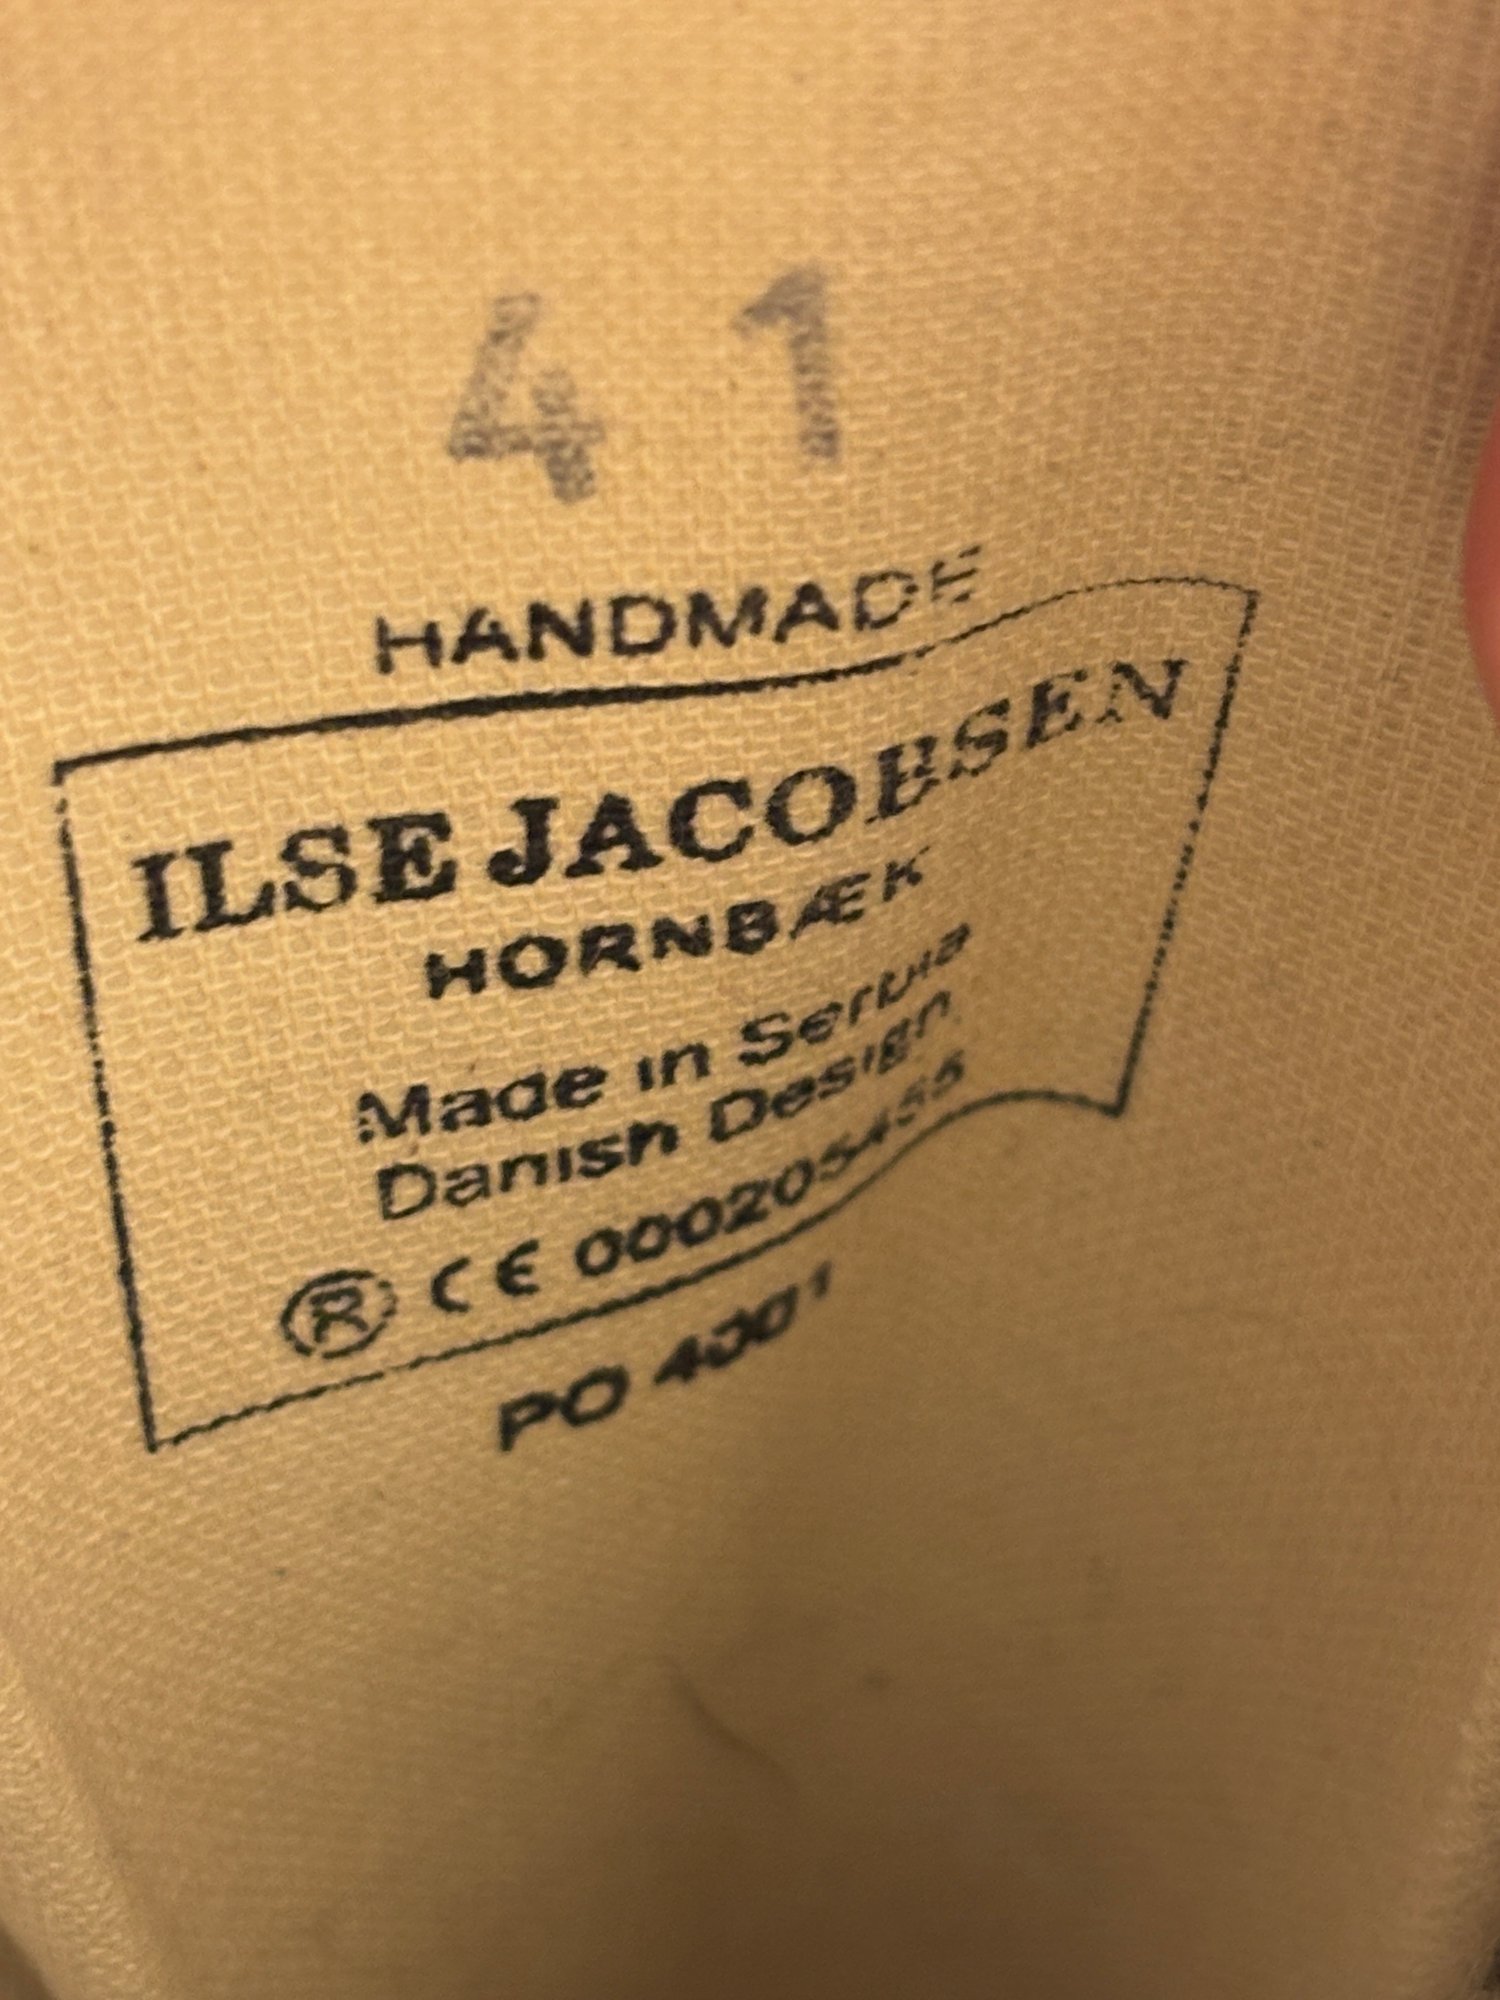 41
HANDMADE
ILSE JACOBSEN
HORNBÆK
Made in Serbia
Danish Design
® CE 000205455
PO 4001